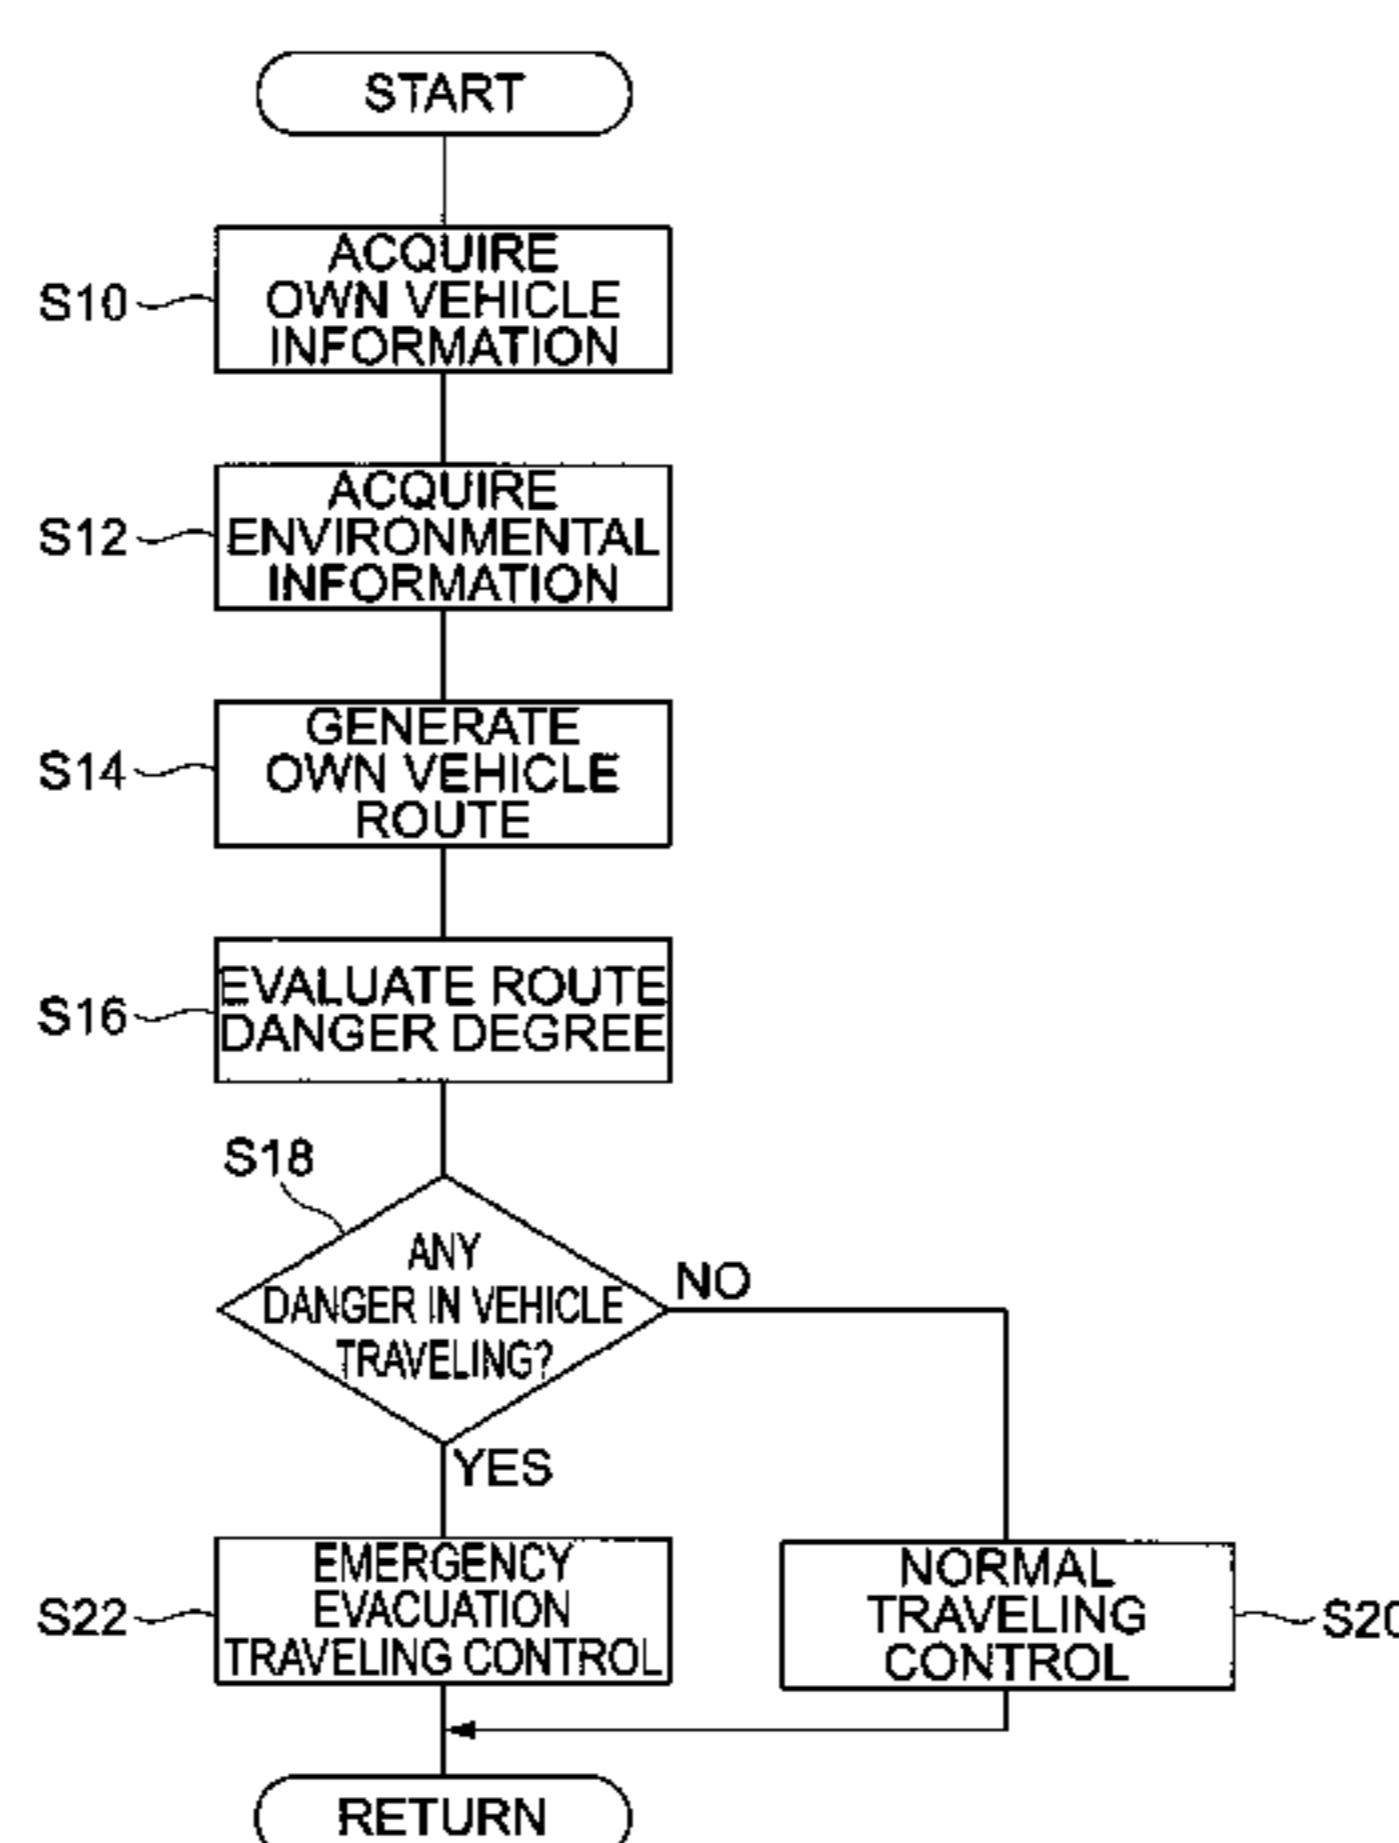 START
S10
ACQUIRE
OWN VEHICLE
INFORMATION
S12
ACQUIRE
ENVIRONMENTAL
INFORMATION
S14
GENERATE
OWN VEHICLE
ROUTE
S16
EVALUATE ROUTE
DANGER DEGREE
S18
ANY
DANGER IN VEHICLE
TRAVELING?
NO
YES
S22
EMERGENCY
EVACUATION
TRAVELING CONTROL
NORMAL
TRAVELING
CONTROL
S20
RETURN